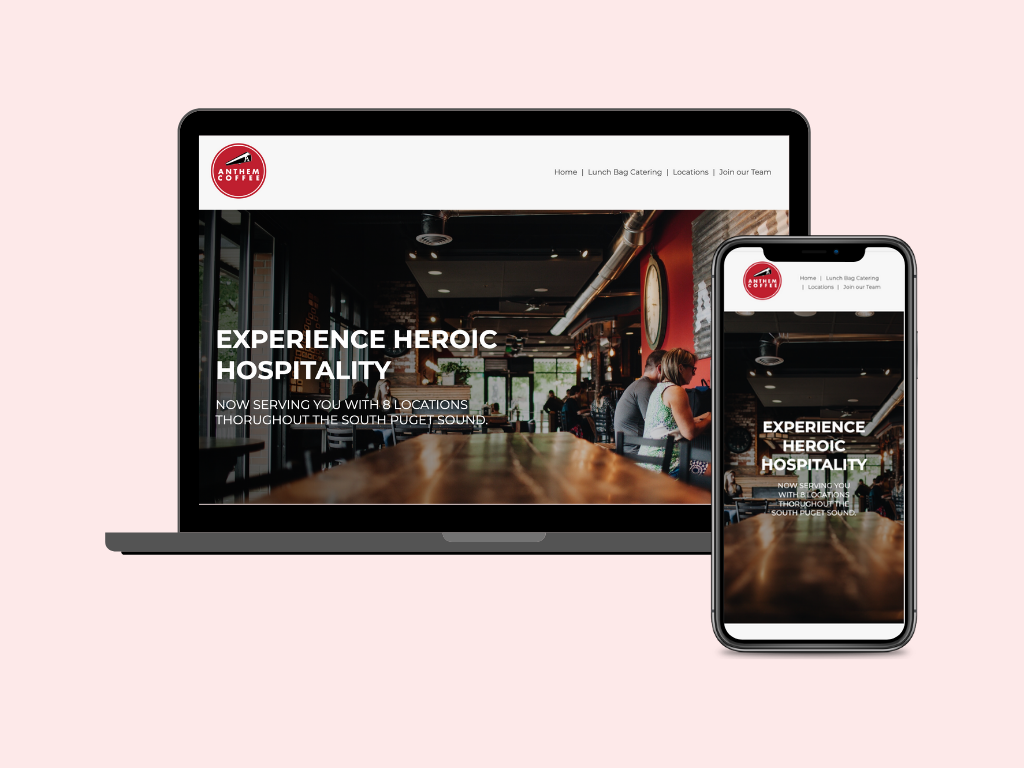 ANTHEM
COFFEE
Home | Lunch Bag Catering | Locations | Join our Team
EXPERIENCE HEROIC
HOSPITALITY
NOW SERVING YOU WITH 8 LOCATIONS
THORUGHOUT THE SOUTH PUGET SOUND.
ANTHEM
COFFEE
Home | Lunch Bag Catering
| Locations | Join our Team
EXPERIENCE
HEROIC
HOSPITALITY
NOW SERVING YOU
WITH 8 LOCATIONS
THORUGHOUT THE
SOUTH PUGET SOUND.